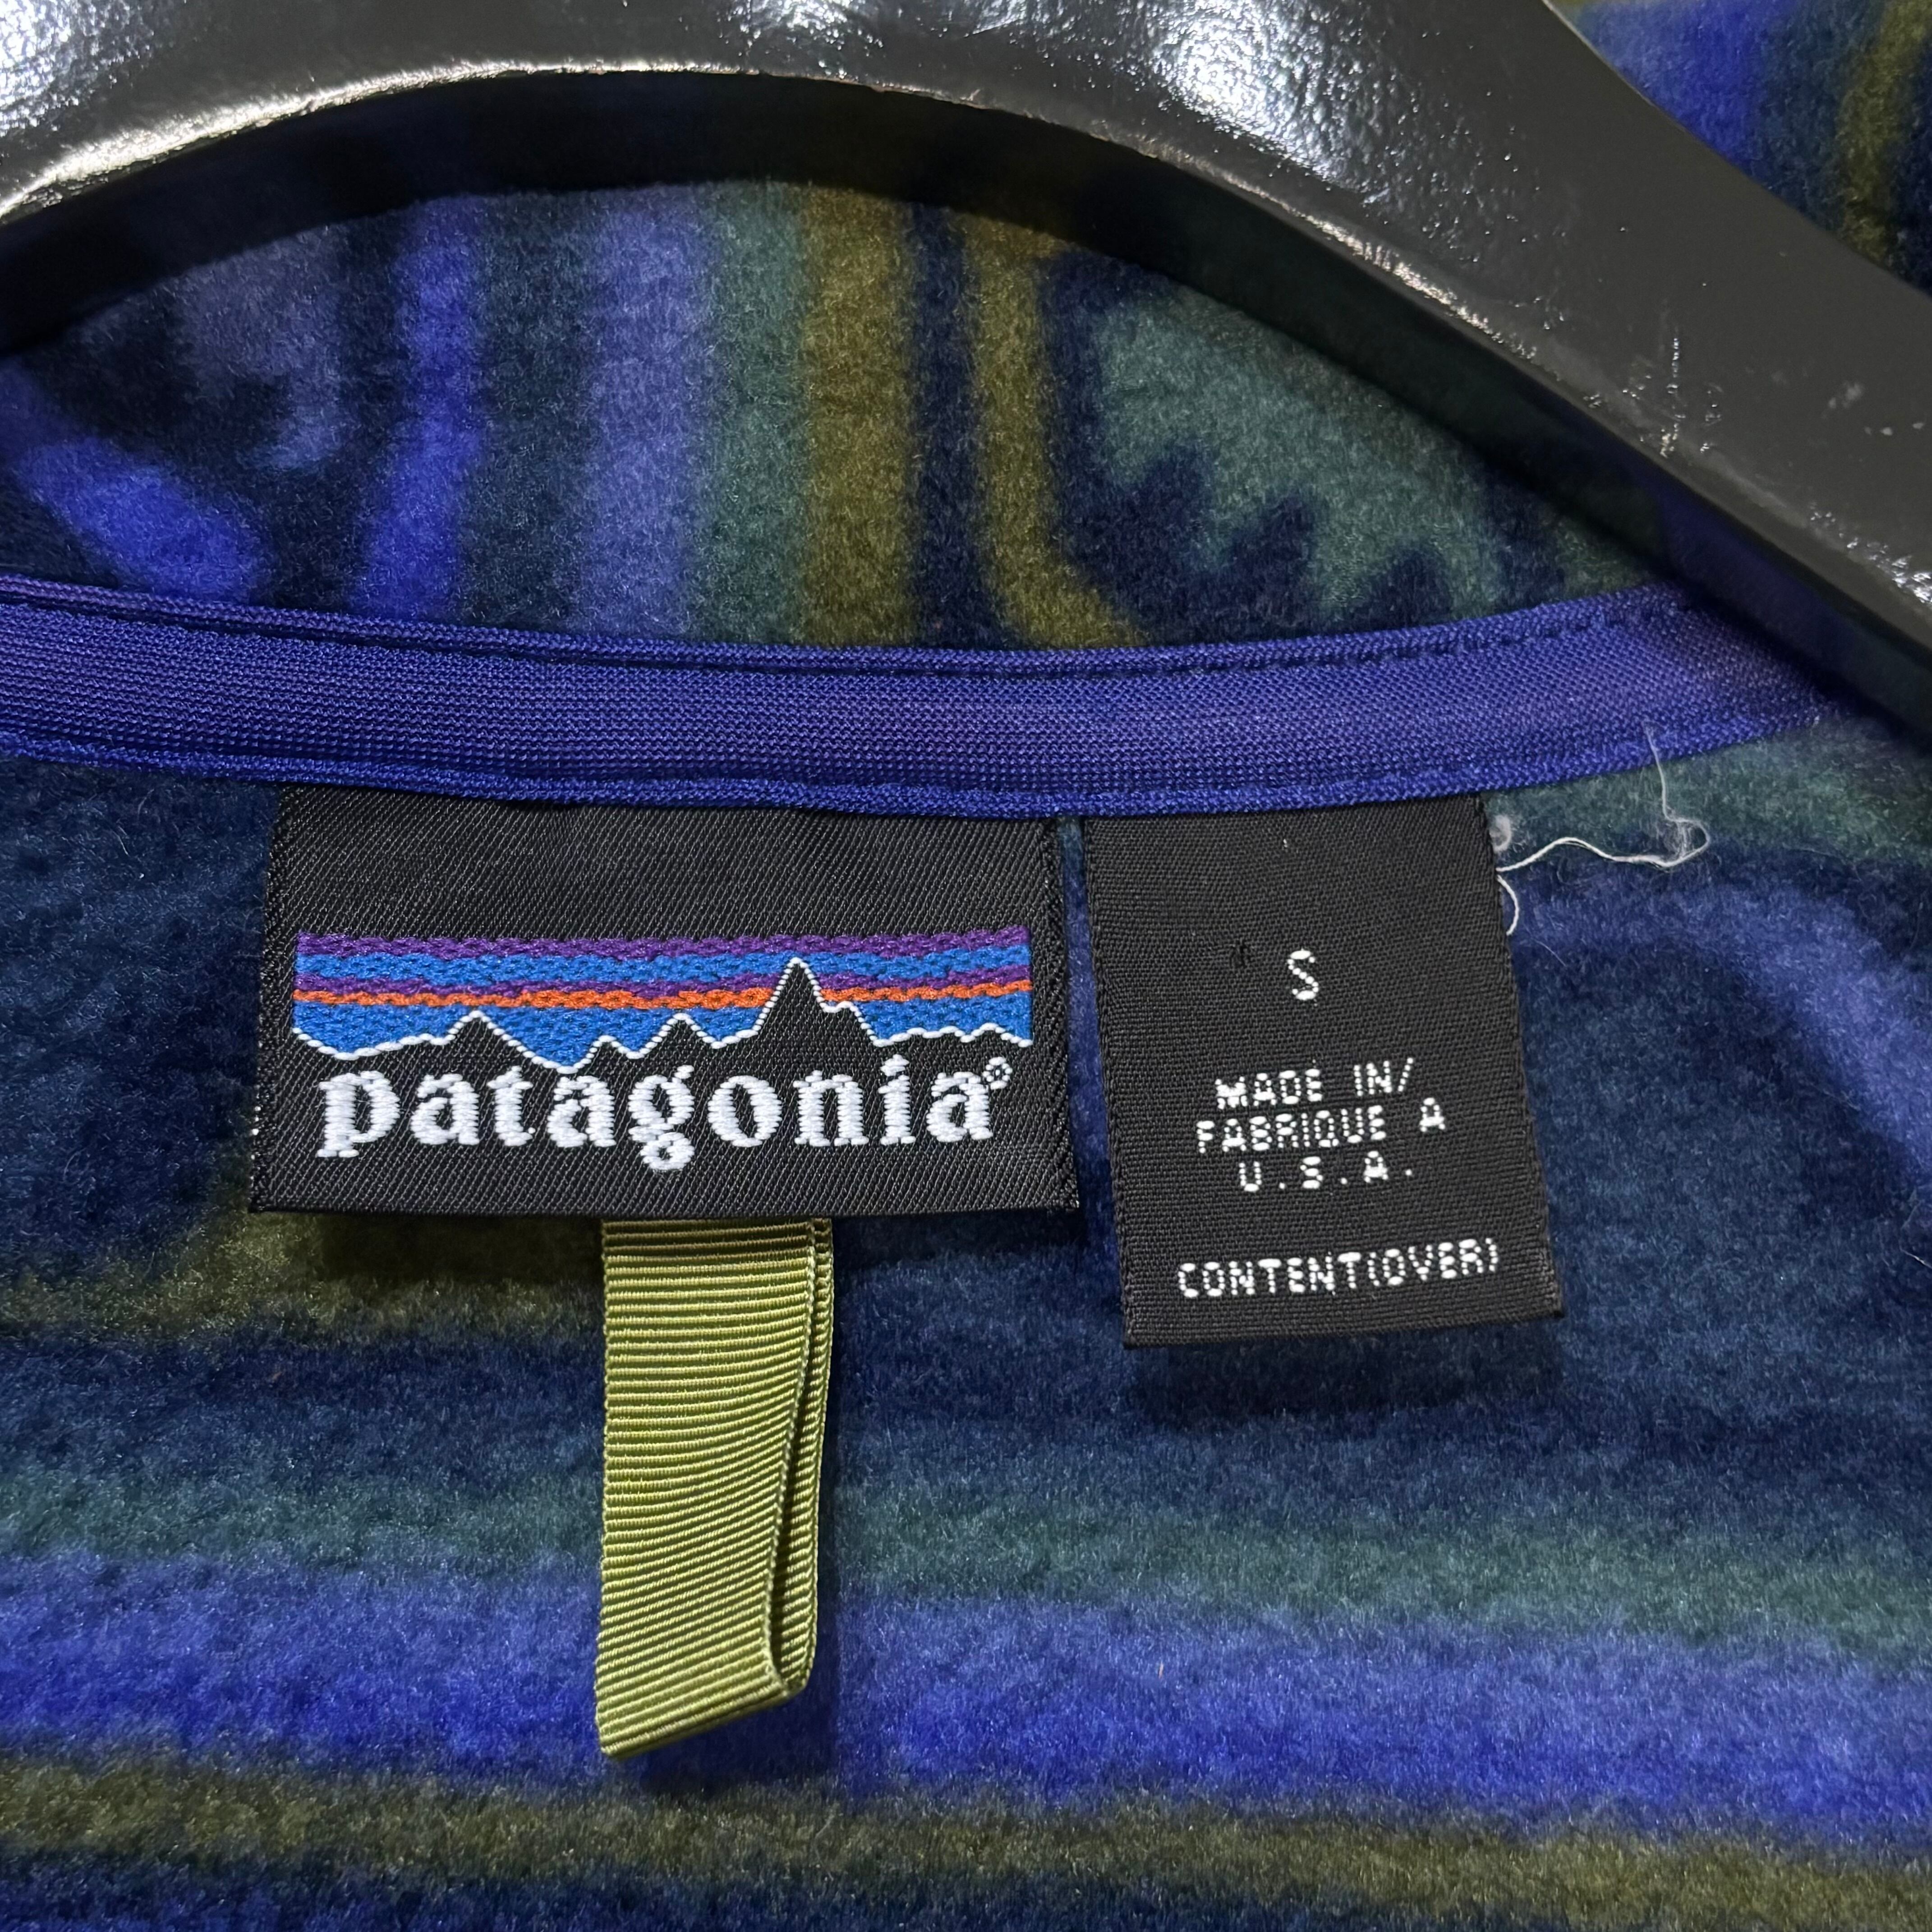 patagonia®
S
MADE IN/
FABRIQUE A
U.S.A.
CONTENT(OVER)